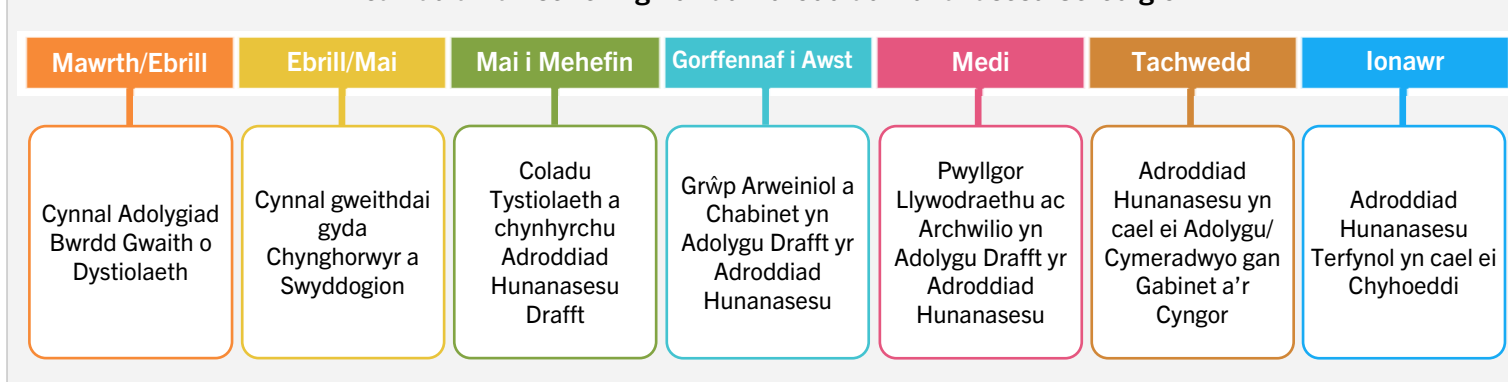 Mawrth/Ebrill
Ebrill/Mai
Mai i Mehefin
Gorffennaf i Awst
Medi
Tachwedd
Ionawr
Cynnal Adolygiad
Bwrdd Gwaith o
Dystiolaeth
Cynnal gweithdai
gyda
Chynghorwyr a
Swyddogion
Coladu
Tystiolaeth a
chynhyrchu
Adroddiad
Hunanasesu
Drafft
Grŵp Arweiniol a
Chabinet yn
Adolygu Drafft yr
Adroddiad
Hunanasesu
Pwyllgor
Llywodraethu ac
Archwilio yn
Adolygu Drafft yr
Adroddiad
Hunanasesu
Adroddiad
Hunanasesu yn
cael ei Adolygu/
Cymeradwyo gan
Gabinet a’r
Cyngor
Adroddiad
Hunanasesu
Terfynol yn cael ei
Chyhoeddi